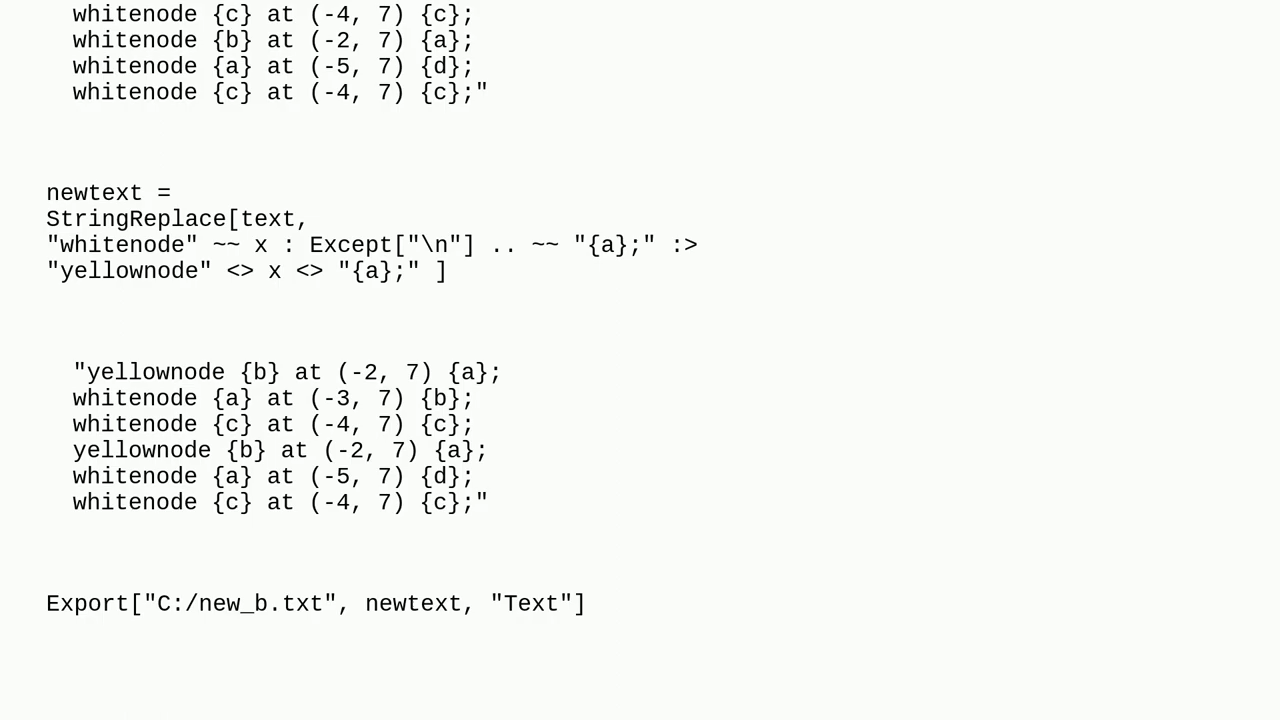 whitenode {c} at (-4, 7) {c};
whitenode {b} at (-2, 7) {a};
whitenode {a} at (-5, 7) {d};
whitenode {c} at (-4, 7) {c};"
newtext =
StringReplace[text,
"whitenode" ~~ x : Except["\n"] .. ~~ "{a};" :>
"yellownode" <> x <> "{a};" ]
"yellownode {b} at (-2, 7) {a};
whitenode {a} at (-3, 7) {b};
whitenode {c} at (-4, 7) {c};
yellownode {b} at (-2, 7) {a};
whitenode {a} at (-5, 7) {d};
whitenode {c} at (-4, 7) {c};"
Export["C:/new_b.txt", newtext, "Text"]